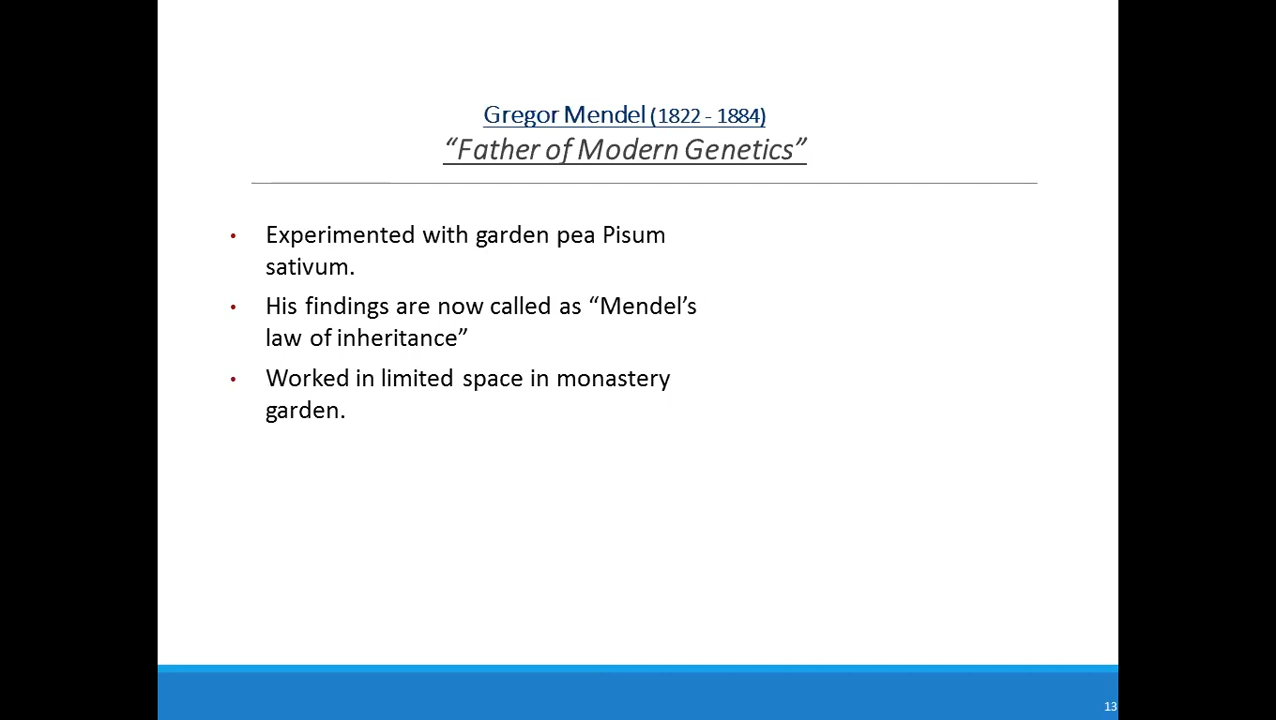 Gregor Mendel (1822 - 1884)
“Father of Modern Genetics”
• Experimented with garden pea Pisum
sativum.
• His findings are now called as “Mendel’s
law of inheritance”
• Worked in limited space in monastery
garden.
13